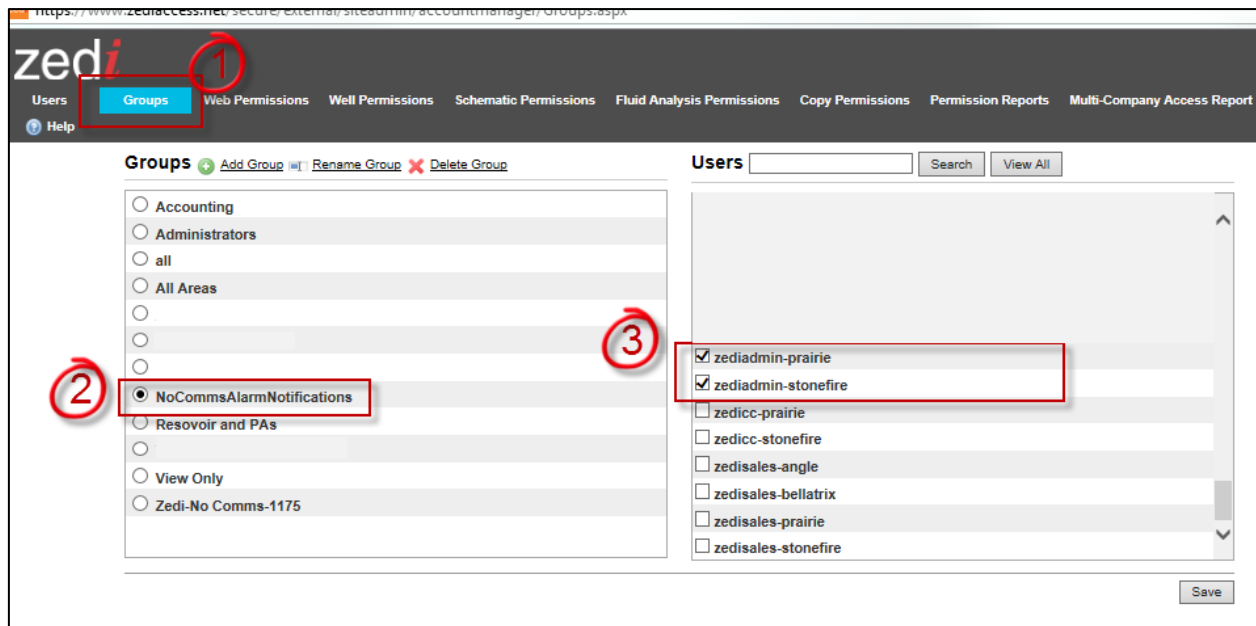 https://www.zediaccess.net/secure/external/siteadmin/accountmanager/Groups.aspx
zedi
1
Users Groups Web Permissions Well Permissions Schematic Permissions Fluid Analysis Permissions Copy Permissions Permission Reports Multi-Company Access Report
? Help
Groups Add Group Rename Group Delete Group
Users Search View All
Accounting
Administrators
all
All Areas
2
NoCommsAlarmNotifications
Resovoir and PAs
View Only
Zedi-No Comms-1175
3
zediadmin-prairie
zediadmin-stonefire
zedicc-prairie
zedicc-stonefire
zedisales-angle
zedisales-bellatrix
zedisales-prairie
zedisales-stonefire
Save